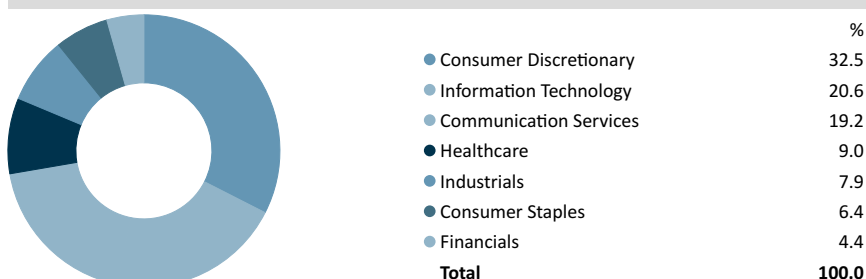 %
Consumer Discretionary 32.5
Information Technology 20.6
Communication Services 19.2
Healthcare 9.0
Industrials 7.9
Consumer Staples 6.4
Financials 4.4
Total 100.0